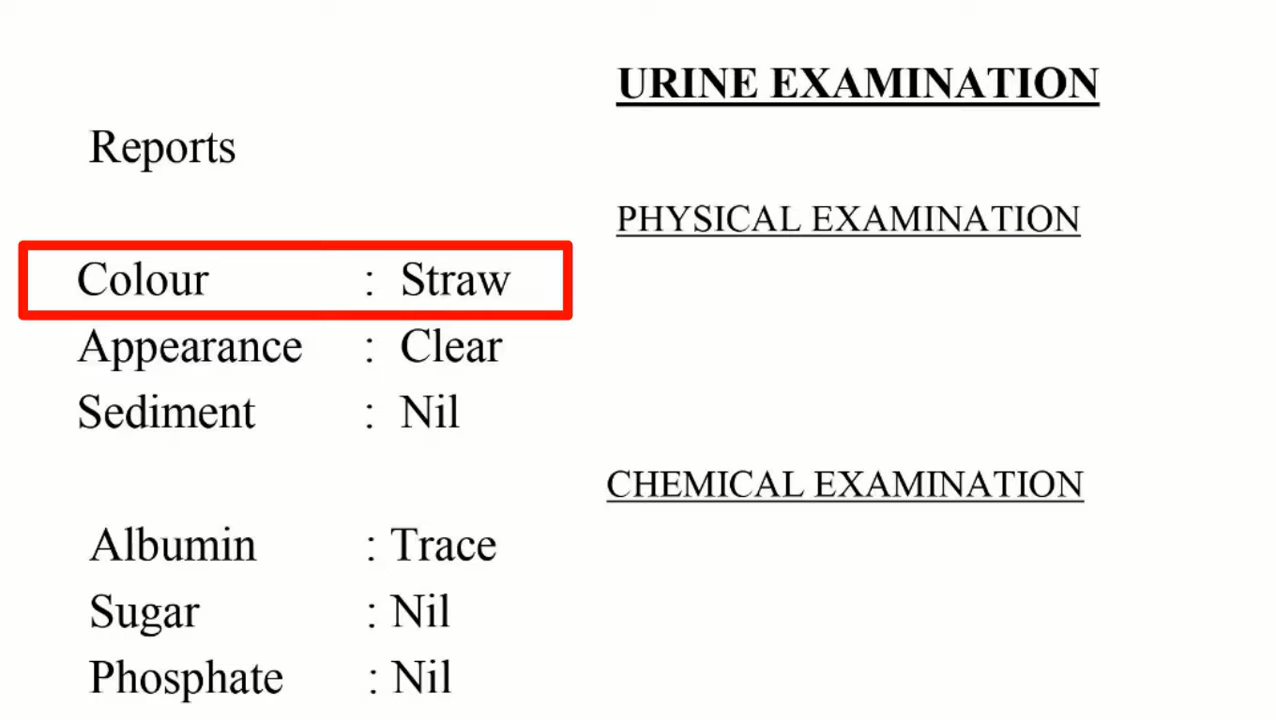 URINE EXAMINATION
Reports
PHYSICAL EXAMINATION
Colour : Straw
Appearance : Clear
Sediment : Nil
CHEMICAL EXAMINATION
Albumin : Trace
Sugar : Nil
Phosphate : Nil